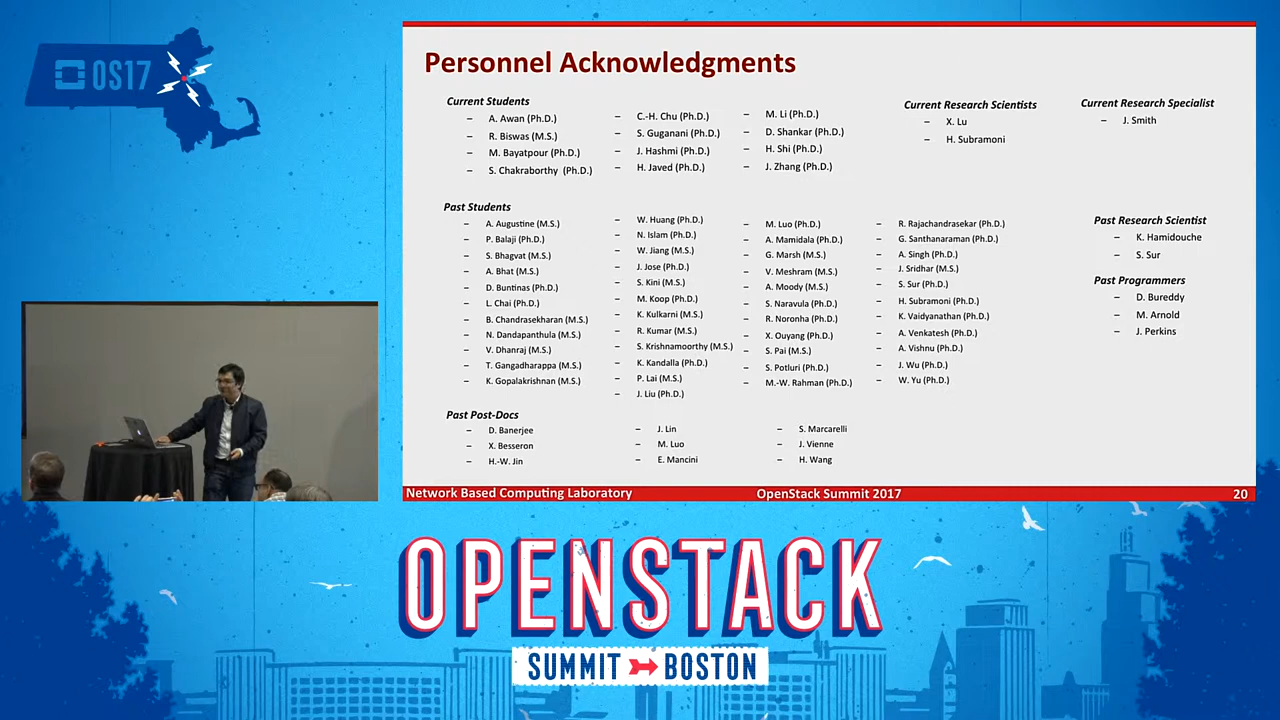 OS17
Personnel Acknowledgments
Current Students
– A. Awan (Ph.D.)
– R. Biswas (M.S.)
– M. Bayatpour (Ph.D.)
– S. Chakraborthy (Ph.D.)
– C.-H. Chu (Ph.D.)
– S. Guganani (Ph.D.)
– J. Hashmi (Ph.D.)
– H. Javed (Ph.D.)
– M. Li (Ph.D.)
– D. Shankar (Ph.D.)
– H. Shi (Ph.D.)
– J. Zhang (Ph.D.)
Current Research Scientists
– X. Lu
– H. Subramoni
Current Research Specialist
– J. Smith
Past Students
– A. Augustine (M.S.)
– P. Balaji (Ph.D.)
– S. Bhagvat (M.S.)
– A. Bhat (M.S.)
– D. Buntinas (Ph.D.)
– L. Chai (Ph.D.)
– B. Chandrasekharan (M.S.)
– N. Dandapanthula (M.S.)
– V. Dhanraj (M.S.)
– T. Gangadharappa (M.S.)
– K. Gopalakrishnan (M.S.)
– W. Huang (Ph.D.)
– N. Islam (Ph.D.)
– W. Jiang (M.S.)
– J. Jose (Ph.D.)
– S. Kini (M.S.)
– M. Koop (Ph.D.)
– K. Kulkarni (M.S.)
– R. Kumar (M.S.)
– S. Krishnamoorthy (M.S.)
– K. Kandalla (Ph.D.)
– P. Lai (M.S.)
– J. Liu (Ph.D.)
– M. Luo (Ph.D.)
– A. Mamidala (Ph.D.)
– G. Marsh (M.S.)
– V. Meshram (M.S.)
– A. Moody (M.S.)
– S. Naravula (Ph.D.)
– R. Noronha (Ph.D.)
– X. Ouyang (Ph.D.)
– S. Pai (M.S.)
– S. Potluri (Ph.D.)
– M.-W. Rahman (Ph.D.)
– R. Rajachandrasekar (Ph.D.)
– G. Santhanaraman (Ph.D.)
– A. Singh (Ph.D.)
– J. Sridhar (M.S.)
– S. Sur (Ph.D.)
– H. Subramoni (Ph.D.)
– K. Vaidyanathan (Ph.D.)
– A. Venkatesh (Ph.D.)
– A. Vishnu (Ph.D.)
– J. Wu (Ph.D.)
– W. Yu (Ph.D.)
Past Research Scientist
– K. Hamidouche
– S. Sur
Past Programmers
– D. Bureddy
– M. Arnold
– J. Perkins
Past Post-Docs
– D. Banerjee
– X. Besseron
– H.-W. Jin
– J. Lin
– M. Luo
– E. Mancini
– S. Marcarelli
– J. Vienne
– H. Wang
Network Based Computing Laboratory OpenStack Summit 2017 20
OPENSTACK
SUMMIT BOSTON